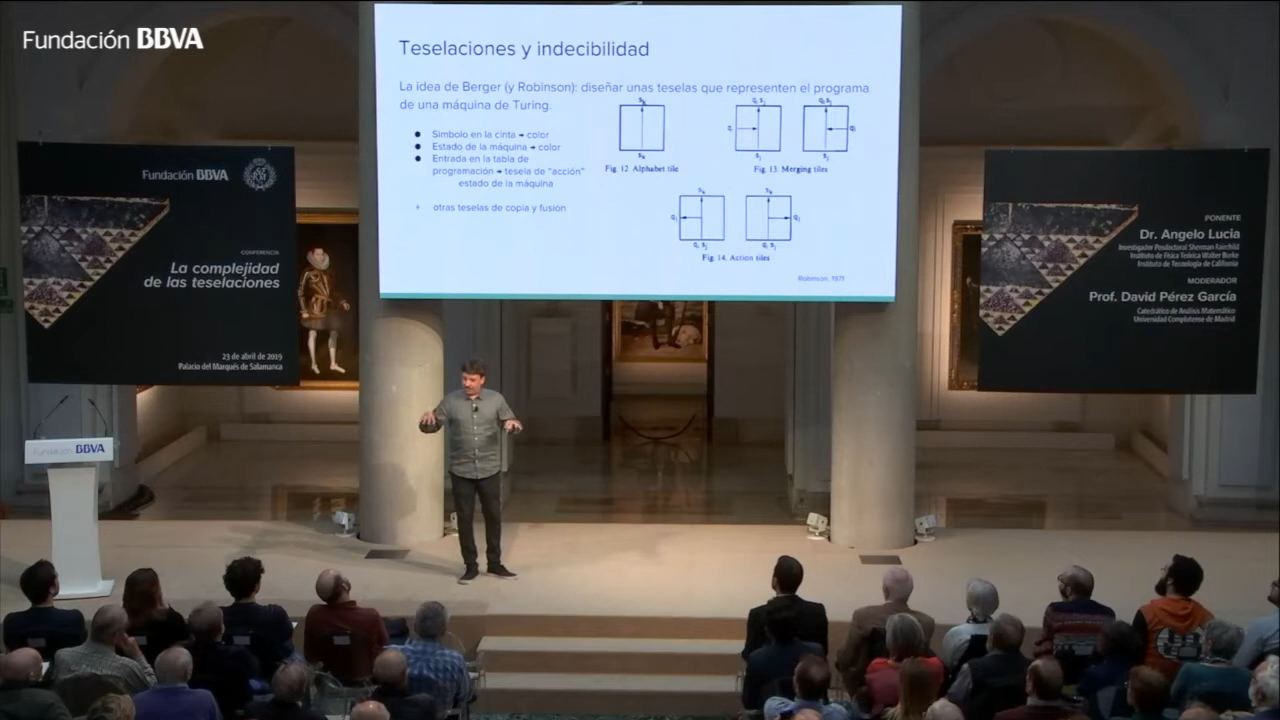 Fundación BBVA
Teselaciones y indecibilidad
La idea de Berger (y Robinson): diseñar unas teselas que representen el programa
de una máquina de Turing.
● Simbolo en la cinta → color
● Estado de la máquina → color
● Entrada en la tabla de
programación → tesela de "acción"
estado de la máquina
+ otras teselas de copia y fusión
Fig. 12 Alphabet tile
Fig. 13. Merging tiles
Fig. 14. Action tiles
Robinson, 1971
Fundación BBVA
CONFERENCIA
La complejidad
de las teselaciones
23 de abril de 2019
Palacio del Marqués de Salamanca
PONENTE
Dr. Angelo Lucia
Investigador Posdoctoral Sherman Fairchild
Instituto de Física Teórica Walter Burke
Instituto de Tecnología de California
MODERADOR
Prof. David Pérez García
Catedrático de Análisis Matemático
Universidad Complutense de Madrid
Fundación BBVA